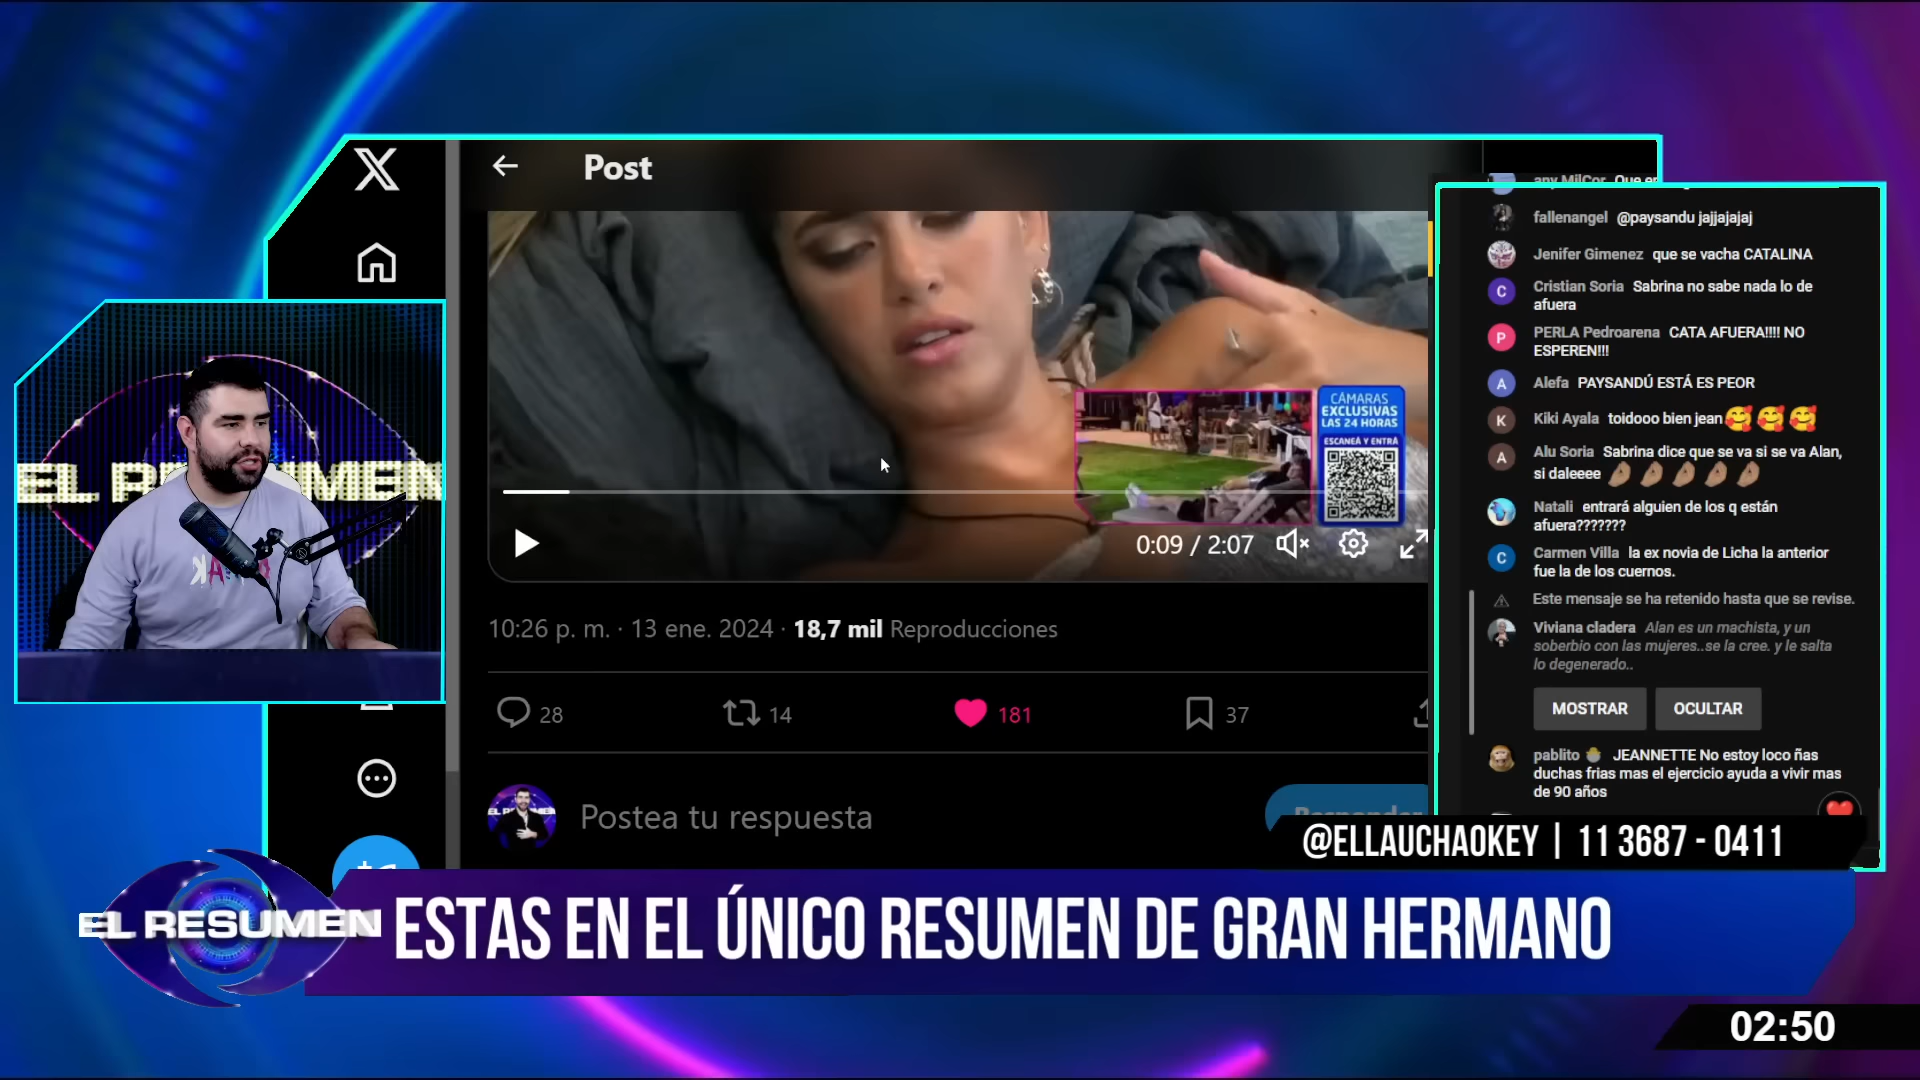 Post
any MilCor Que en
fallenangel @paysandu jajjajajaj
Jenifer Gimenez que se vacha CATALINA
C Cristian Soria Sabrina no sabe nada lo de
afuera
P PERLA Pedroarena CATA AFUERA!!!! NO
ESPEREN!!!
A Alefa PAYSANDÚ ESTÁ ES PEOR
K Kiki Ayala toidooo bien jean
A Alu Soria Sabrina dice que se va si se va Alan,
si daleeee
Natali entrará alguien de los q están
afuera???????
C Carmen Villa la ex novia de Licha la anterior
fue la de los cuernos.
Este mensaje se ha retenido hasta que se revise.
Viviana cladera Alan es un machista, y un
soberbio con las mujeres..se la cree. y le salta
lo degenerado..
MOSTRAR OCULTAR
pablito JEANNETTE No estoy loco ñas
duchas frias mas el ejercicio ayuda a vivir mas
de 90 años
CÁMARAS
EXCLUSIVAS
LAS 24 HORAS
ESCANEÁ Y ENTRÁ
0:09 / 2:07
EL RESUMEN
10:26 p. m. · 13 ene. 2024 · 18,7 mil Reproducciones
28 14 181 37
Postea tu respuesta
Responder
@ELLAUCHAOKEY | 11 3687 - 0411
EL RESUMEN
ESTAS EN EL ÚNICO RESUMEN DE GRAN HERMANO
02:50